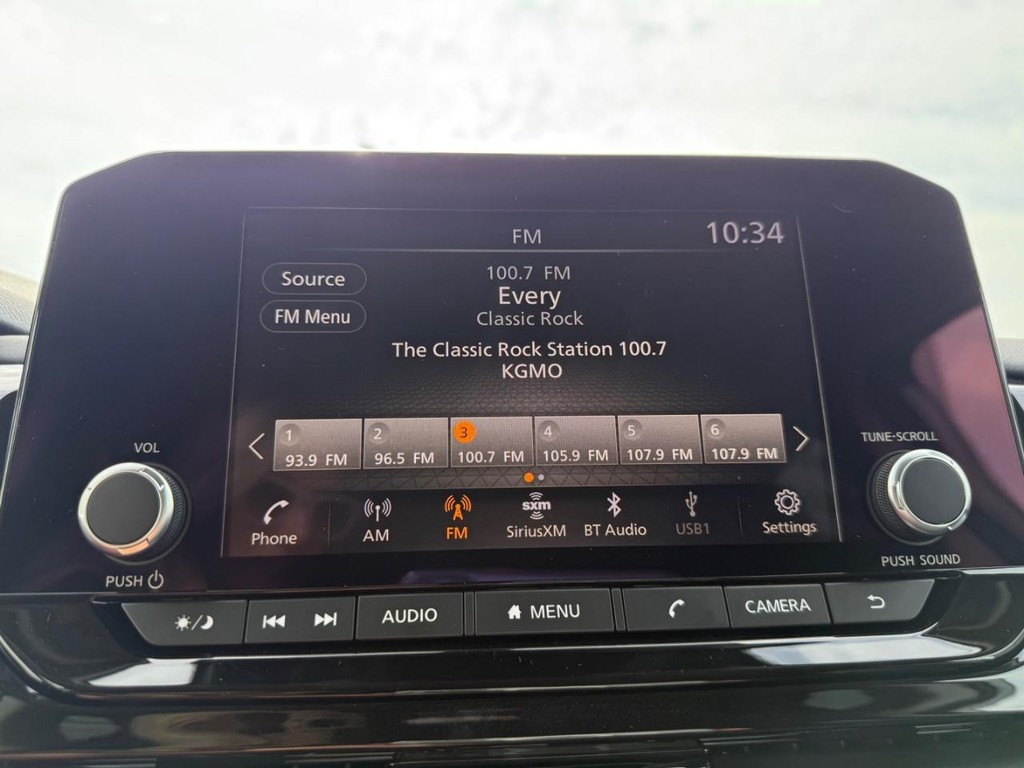 FM 10:34
Source
FM Menu
100.7 FM
Every
Classic Rock
The Classic Rock Station 100.7
KGMO
1 2 3 4 5 6
93.9 FM 96.5 FM 100.7 FM 105.9 FM 107.9 FM 107.9 FM
sxm
Phone AM FM SiriusXM BT Audio USB1 Settings
VOL
PUSH
TUNE-SCROLL
PUSH SOUND
AUDIO MENU CAMERA